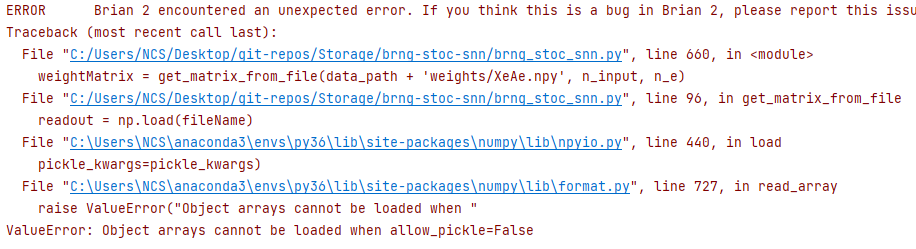 ERROR      Brian 2 encountered an unexpected error. If you think this is a bug in Brian 2, please report this issu
Traceback (most recent call last):
  File "C:/Users/NCS/Desktop/git-repos/Storage/brnq-stoc-snn/brnq_stoc_snn.py", line 660, in <module>
    weightMatrix = get_matrix_from_file(data_path + 'weights/XeAe.npy', n_input, n_e)
  File "C:/Users/NCS/Desktop/git-repos/Storage/brnq-stoc-snn/brnq_stoc_snn.py", line 96, in get_matrix_from_file
    readout = np.load(fileName)
  File "C:\Users\NCS\anaconda3\envs\py36\lib\site-packages\numpy\lib\npyio.py", line 440, in load
    pickle_kwargs=pickle_kwargs)
  File "C:\Users\NCS\anaconda3\envs\py36\lib\site-packages\numpy\lib\format.py", line 727, in read_array
    raise ValueError("Object arrays cannot be loaded when "
ValueError: Object arrays cannot be loaded when allow_pickle=False